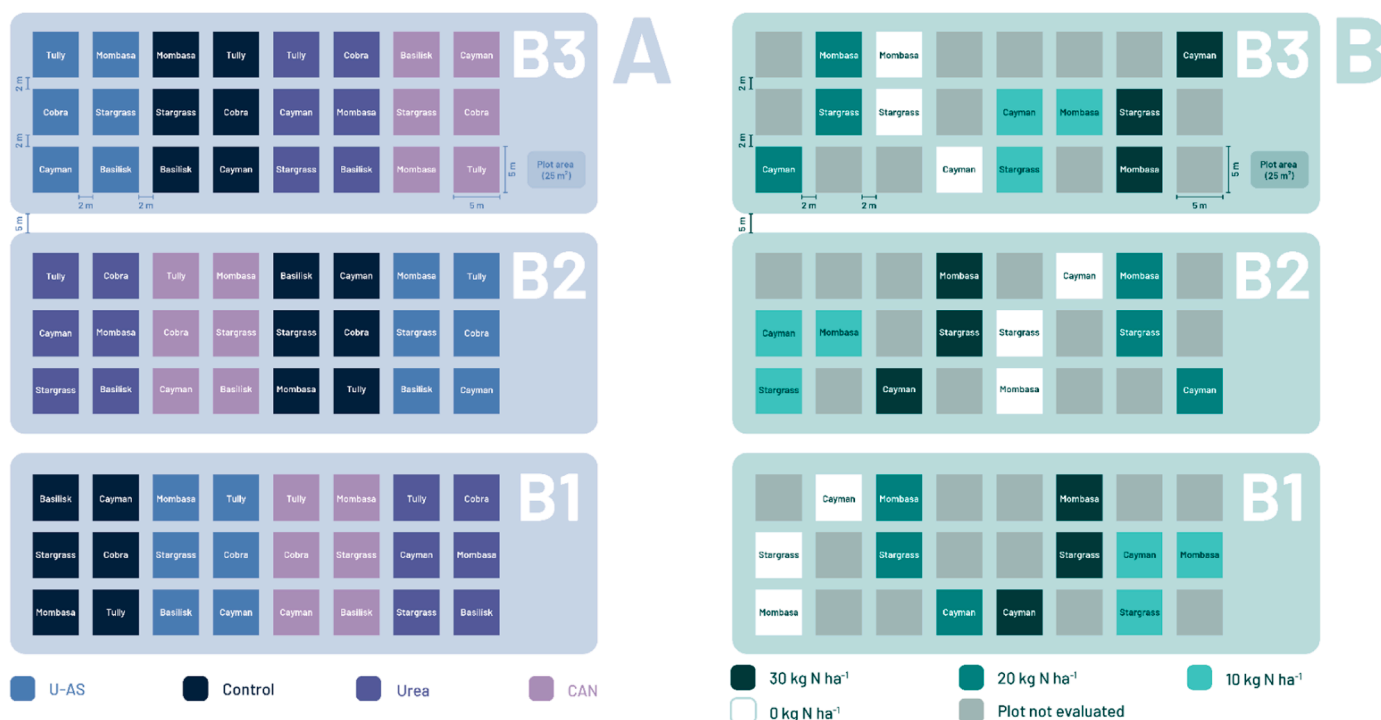 Tully Mombasa Mombasa Tully Tully Cobra Basilisk Cayman B3 A
2 m
Cobra Stargrass Stargrass Cobra Cayman Mombasa Stargrass Cobra
2 m
Cayman Basilisk Basilisk Cayman Stargrass Basilisk Mombasa Tully 5 m Plot area
(25 m²)
2 m 2 m 5 m
5 m
Tully Cobra Tully Mombasa Basilisk Cayman Mombasa Tully B2
Cayman Mombasa Cobra Stargrass Stargrass Cobra Stargrass Cobra
Stargrass Basilisk Cayman Basilisk Mombasa Tully Basilisk Cayman
Basilisk Cayman Mombasa Tully Tully Mombasa Tully Cobra B1
Stargrass Cobra Stargrass Cobra Cobra Stargrass Cayman Mombasa
Mombasa Tully Basilisk Cayman Cayman Basilisk Stargrass Basilisk
U-AS Control Urea CAN
Mombasa Mombasa Cayman B3 B
2 m
Stargrass Stargrass Cayman Mombasa Stargrass
2 m
Cayman Cayman Stargrass Mombasa 5 m Plot area
(25 m²)
2 m 2 m 5 m
5 m
Mombasa Cayman Mombasa B2
Cayman Mombasa Stargrass Stargrass Stargrass
Stargrass Cayman Mombasa Cayman
Cayman Mombasa Mombasa B1
Stargrass Stargrass Stargrass Cayman Mombasa
Mombasa Cayman Cayman Stargrass
30 kg N ha⁻¹ 20 kg N ha⁻¹ 10 kg N ha⁻¹
0 kg N ha⁻¹ Plot not evaluated